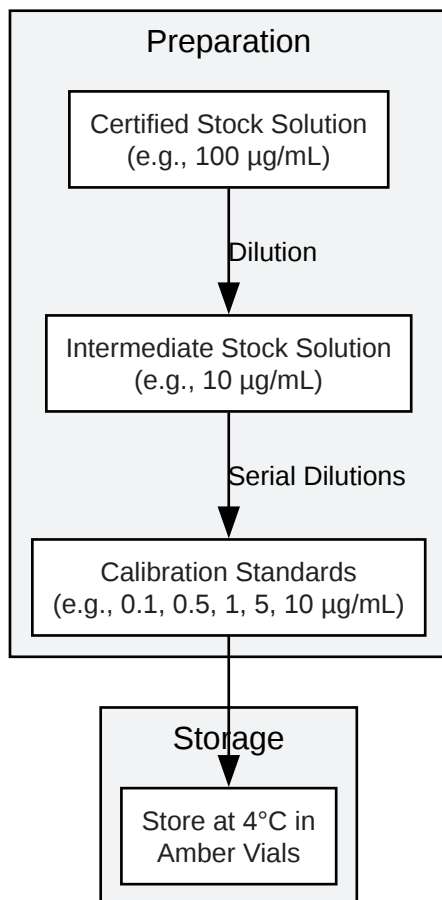 Preparation
Certified Stock Solution
(e.g., 100 µg/mL)
Dilution
Intermediate Stock Solution
(e.g., 10 µg/mL)
Serial Dilutions
Calibration Standards
(e.g., 0.1, 0.5, 1, 5, 10 µg/mL)
Storage
Store at 4°C in
Amber Vials